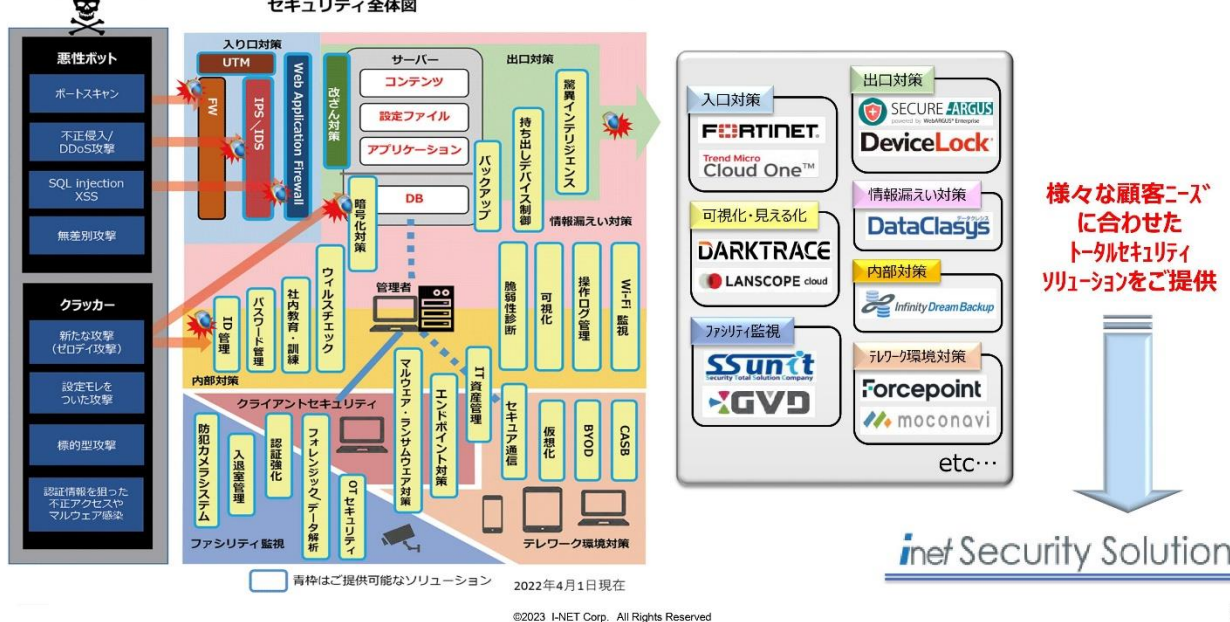 セキュリティ全体図
悪性ボット
ポートスキャン
不正侵入/
DDoS攻撃
SQL injection
XSS
無差別攻撃
クラッカー
新たな攻撃
(ゼロデイ攻撃)
設定モレを
ついた攻撃
標的型攻撃
認証情報を狙った
不正アクセスや
マルウェア感染
入り口対策
UTM
FW
IPS/IDS
Web Application Firewall
改ざん対策
サーバー
コンテンツ
設定ファイル
アプリケーション
DB
暗号化対策
バックアップ
出口対策
持ち出しデバイス制御
驚異インテリジェンス
情報漏えい対策
ID管理
パスワード管理
社内教育・訓練
ウィルスチェック
管理者
脆弱性診断
可視化
操作ログ管理
Wi-Fi 監視
内部対策
クライアントセキュリティ
マルウェア・ランサムウェア対策
エンドポイント対策
IT資産管理
セキュア通信
仮想化
BYOD
CASB
防犯カメラシステム
入退室管理
認証強化
フォレンジック/データ解析
OTセキュリティ
ファシリティ監視
テレワーク環境対策
青枠はご提供可能なソリューション
2022年4月1日現在
入口対策
FORTINET
Trend Micro
Cloud One™
可視化・見える化
DARKTRACE
LANSCOPE cloud
ファシリティ監視
SSunit
Security Total Solution Company
GVD
出口対策
SECURE ARGUS
powered by WebARGUS® Enterprise
DeviceLock
情報漏えい対策
データクレシス
DataClasys
内部対策
Infinity Dream Backup
テレワーク環境対策
Forcepoint
moconavi
etc…
様々な顧客ニーズ
に合わせた
トータルセキュリティ
ソリューションをご提供
inet Security Solution
©2023 I-NET Corp. All Rights Reserved